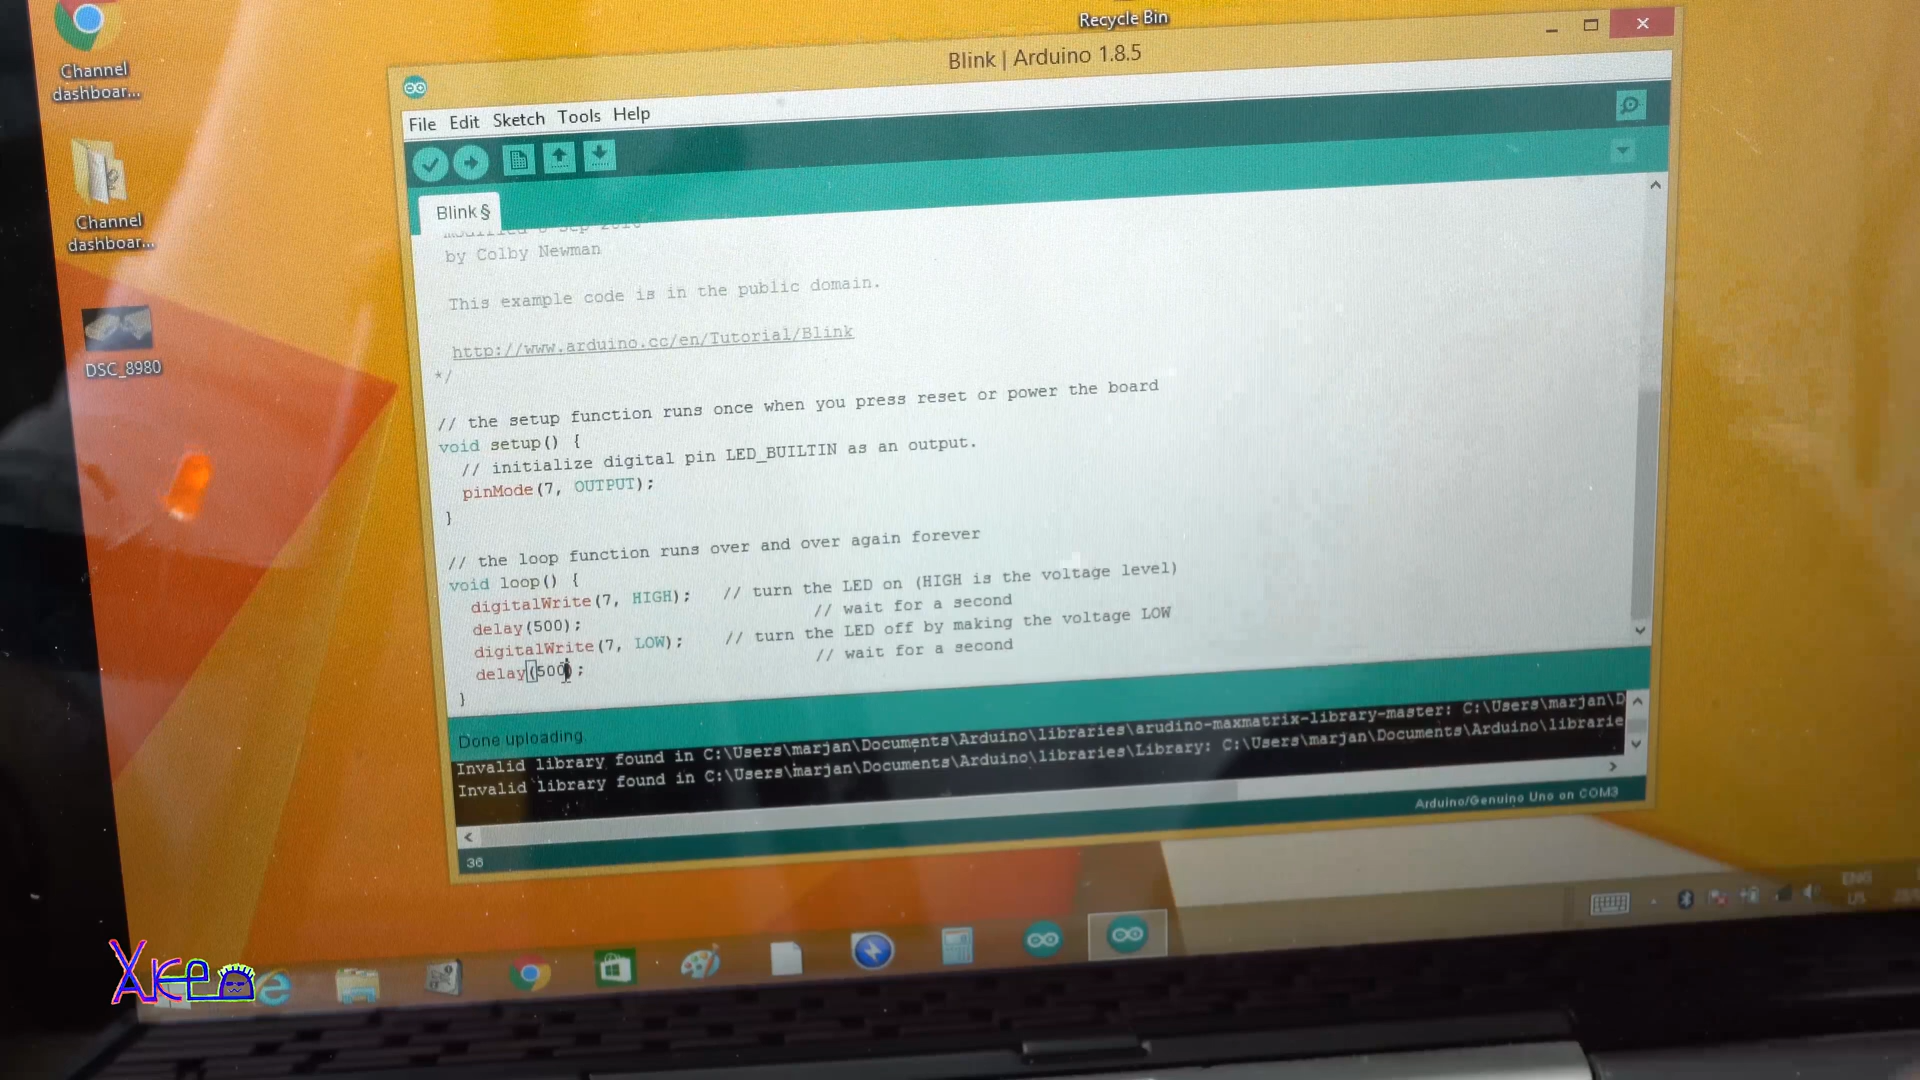 Recycle Bin
Channel
dashboar...
Channel
dashboar...
DSC_8980
Blink | Arduino 1.8.5
File Edit Sketch Tools Help
Blink§
by Colby Newman
This example code is in the public domain.
http://www.arduino.cc/en/Tutorial/Blink
*/
// the setup function runs once when you press reset or power the board
void setup() {
// initialize digital pin LED_BUILTIN as an output.
pinMode(7, OUTPUT);
}
// the loop function runs over and over again forever
void loop() {
digitalWrite(7, HIGH); // turn the LED on (HIGH is the voltage level)
delay(500); // wait for a second
digitalWrite(7, LOW); // turn the LED off by making the voltage LOW
delay(500); // wait for a second
}
Done uploading.
Invalid library found in C:\Users\marjan\Documents\Arduino\libraries\arudino-maxmatrix-library-master: C:\Users\marjan\D
Invalid library found in C:\Users\marjan\Documents\Arduino\libraries\Library: C:\Users\marjan\Documents\Arduino\librarie
36
Arduino/Genuino Uno on COM3
ENG